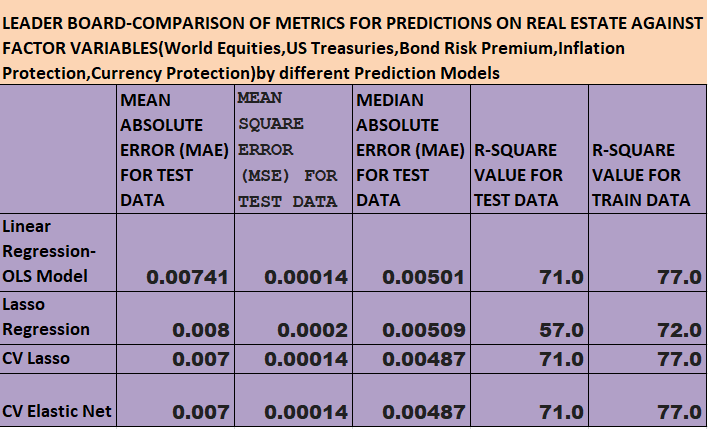 LEADER BOARD-COMPARISON OF METRICS FOR PREDICTIONS ON REAL ESTATE AGAINST
FACTOR VARIABLES(World Equities,US Treasuries,Bond Risk Premium,Inflation
Protection,Currency Protection)by different Prediction Models
MEAN
ABSOLUTE
ERROR (MAE)
FOR TEST
DATA
MEAN
SQUARE
ERROR
(MSE) FOR
TEST DATA
MEDIAN
ABSOLUTE
ERROR (MAE)
FOR TEST
DATA
R-SQUARE
VALUE FOR
TEST DATA
R-SQUARE
VALUE FOR
TRAIN DATA
Linear
Regression-
OLS Model 0.00741 0.00014 0.00501 71.0 77.0
Lasso
Regression 0.008 0.0002 0.00509 57.0 72.0
CV Lasso 0.007 0.00014 0.00487 71.0 77.0
CV Elastic Net 0.007 0.00014 0.00487 71.0 77.0